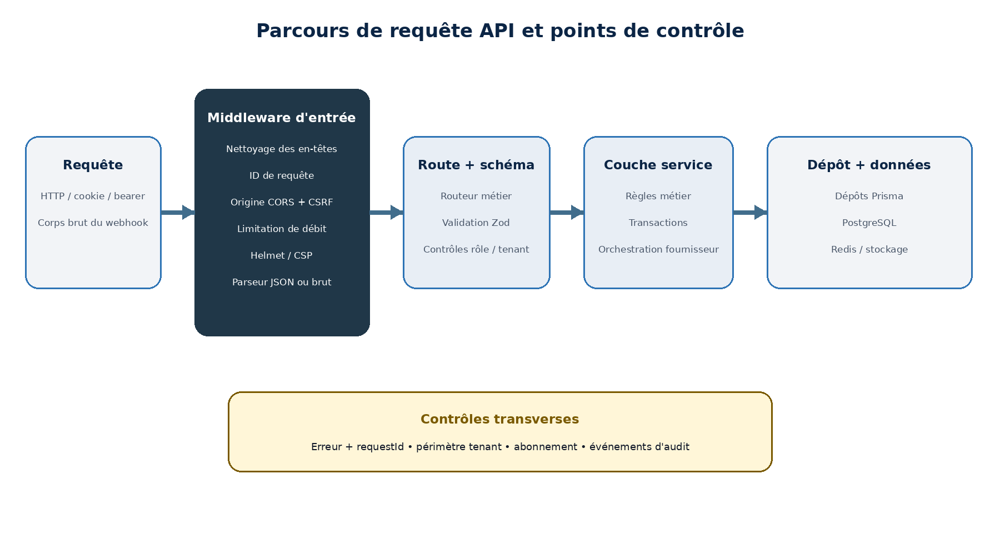 Parcours de requête API et points de contrôle
Requête
HTTP / cookie / bearer
Corps brut du webhook
Middleware d'entrée
Nettoyage des en-têtes
ID de requête
Origine CORS + CSRF
Limitation de débit
Helmet / CSP
Parseur JSON ou brut
Route + schéma
Routeur métier
Validation Zod
Contrôles rôle / tenant
Couche service
Règles métier
Transactions
Orchestration fournisseur
Dépôt + données
Dépôts Prisma
PostgreSQL
Redis / stockage
Contrôles transverses
Erreur + requestId • périmètre tenant • abonnement • événements d'audit